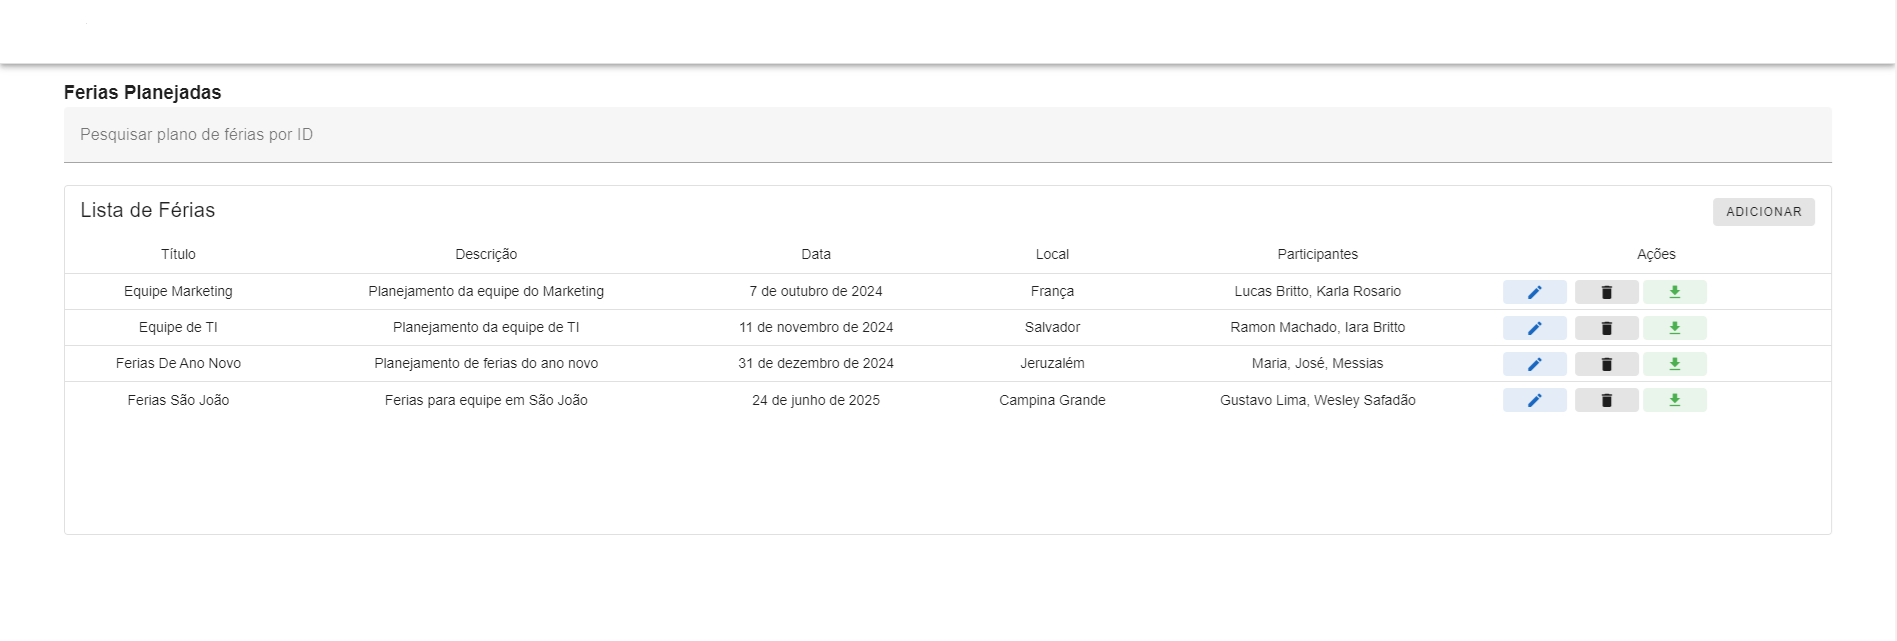 Ferias Planejadas
Pesquisar plano de férias por ID
Lista de Férias
ADICIONAR
Título Descrição Data Local Participantes Ações
Equipe Marketing Planejamento da equipe do Marketing 7 de outubro de 2024 França Lucas Britto, Karla Rosario
Equipe de TI Planejamento da equipe de TI 11 de novembro de 2024 Salvador Ramon Machado, Iara Britto
Ferias De Ano Novo Planejamento de ferias do ano novo 31 de dezembro de 2024 Jeruzalém Maria, José, Messias
Ferias São João Ferias para equipe em São João 24 de junho de 2025 Campina Grande Gustavo Lima, Wesley Safadão